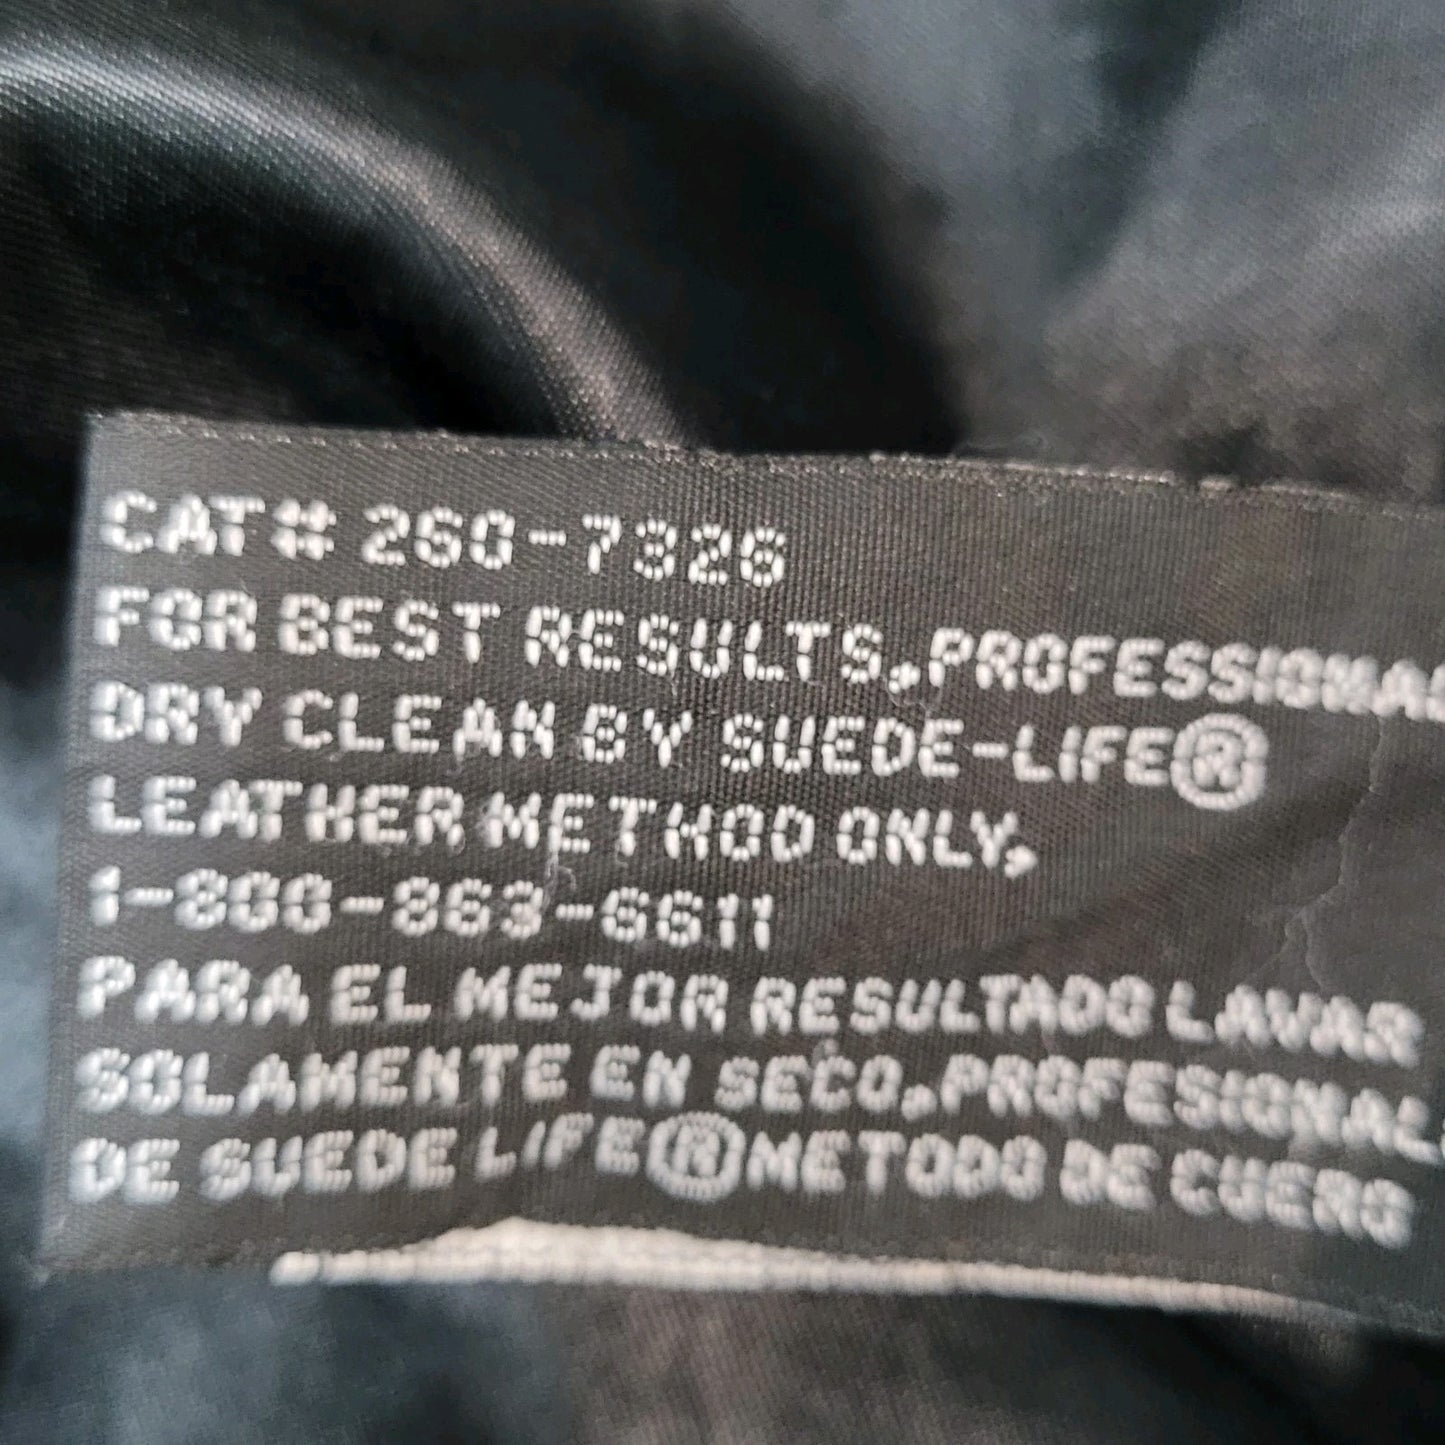 CAT# 260-7326
FOR BEST RESULTS, PROFESSIONAL
DRY CLEAN BY SUEDE-LIFE®
LEATHER METHOD ONLY,
1-800-863-6611
PARA EL MEJOR RESULTADO LAVAR
SOLAMENTE EN SECO, PROFESIONAL
DE SUEDE LIFE® METODO DE CUERO